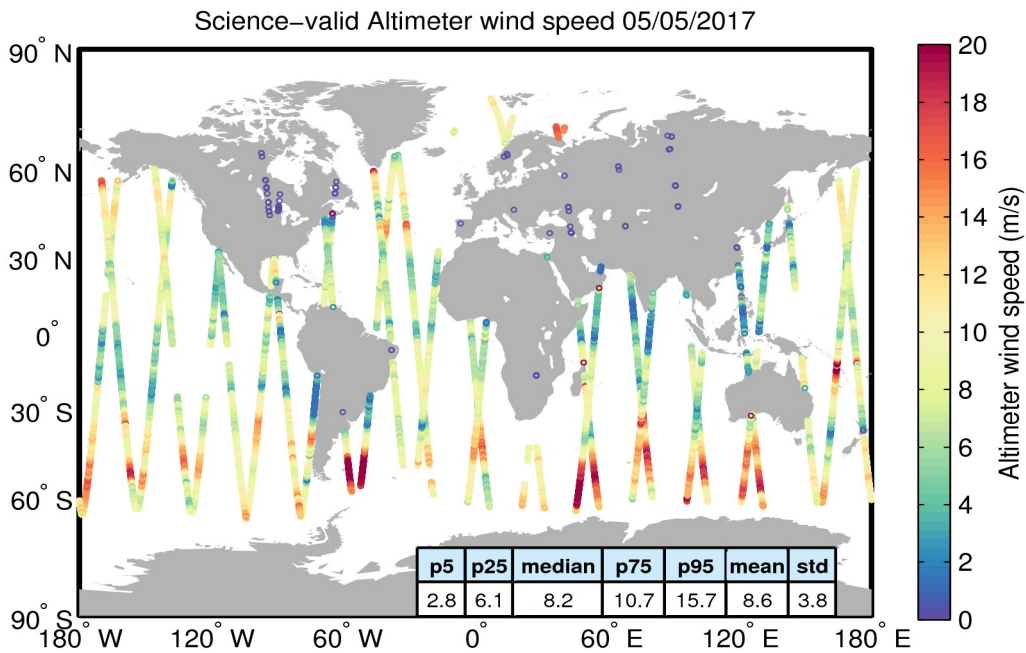 Science−valid Altimeter wind speed 05/05/2017
90° N
60° N
30° N
0°
30° S
60° S
90° S
180° W
120° W
60° W
0°
60° E
120° E
180° E
p5 p25 median p75 p95 mean std
2.8 6.1 8.2 10.7 15.7 8.6 3.8
20
18
16
14
12
10
8
6
4
2
0
Altimeter wind speed (m/s)